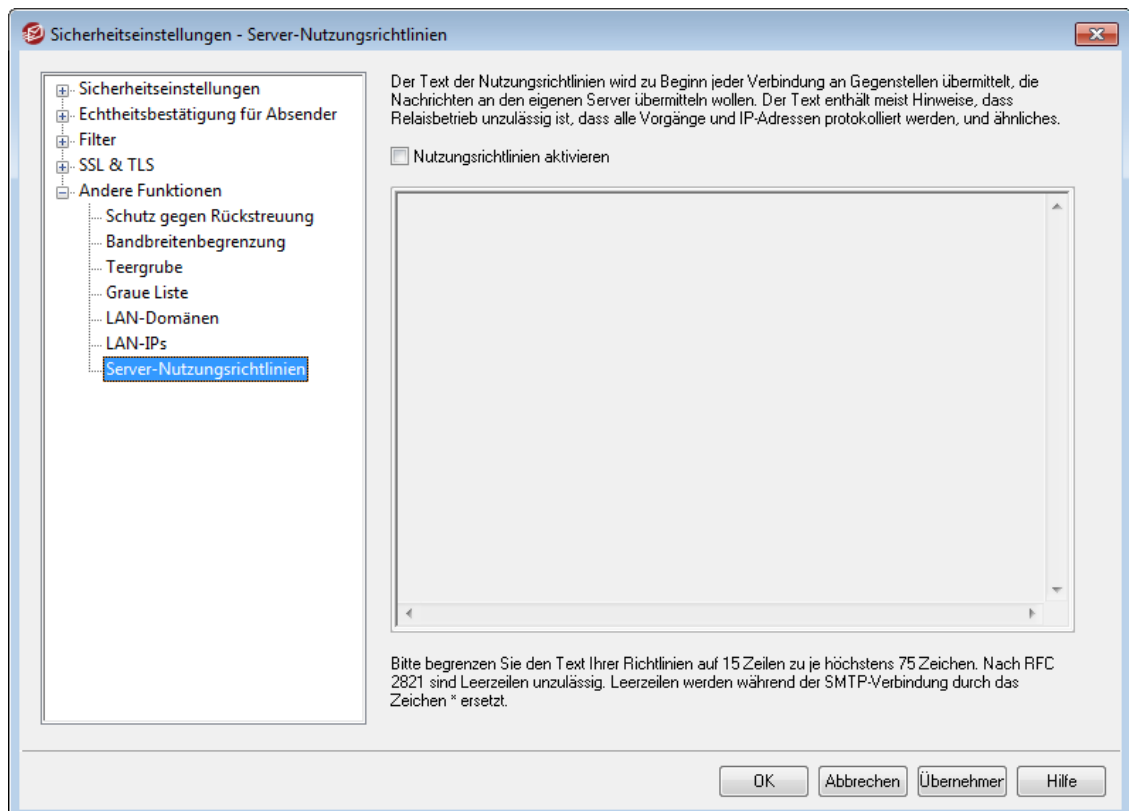 Sicherheitseinstellungen - Server-Nutzungsrichtlinien
Sicherheitseinstellungen
Echtheitsbestätigung für Absender
Filter
SSL & TLS
Andere Funktionen
Schutz gegen Rückstreuung
Bandbreitenbegrenzung
Teergrube
Graue Liste
LAN-Domänen
LAN-IPs
Server-Nutzungsrichtlinien
Der Text der Nutzungsrichtlinien wird zu Beginn jeder Verbindung an Gegenstellen übermittelt, die
Nachrichten an den eigenen Server übermitteln wollen. Der Text enthält meist Hinweise, dass
Relaisbetrieb unzulässig ist, dass alle Vorgänge und IP-Adressen protokolliert werden, und ähnliches.
Nutzungsrichtlinien aktivieren
Bitte begrenzen Sie den Text Ihrer Richtlinien auf 15 Zeilen zu je höchstens 75 Zeichen. Nach RFC
2821 sind Leerzeilen unzulässig. Leerzeilen werden während der SMTP-Verbindung durch das
Zeichen * ersetzt.
OK
Abbrechen
Übernehmer
Hilfe